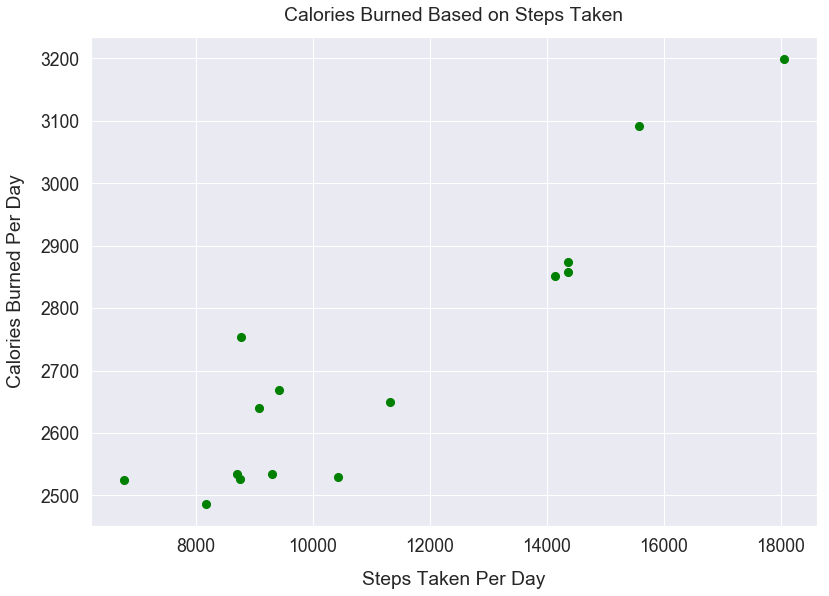 Calories Burned Based on Steps Taken
3200
3100
3000
2900
2800
2700
2600
2500
Calories Burned Per Day
8000 10000 12000 14000 16000 18000
Steps Taken Per Day